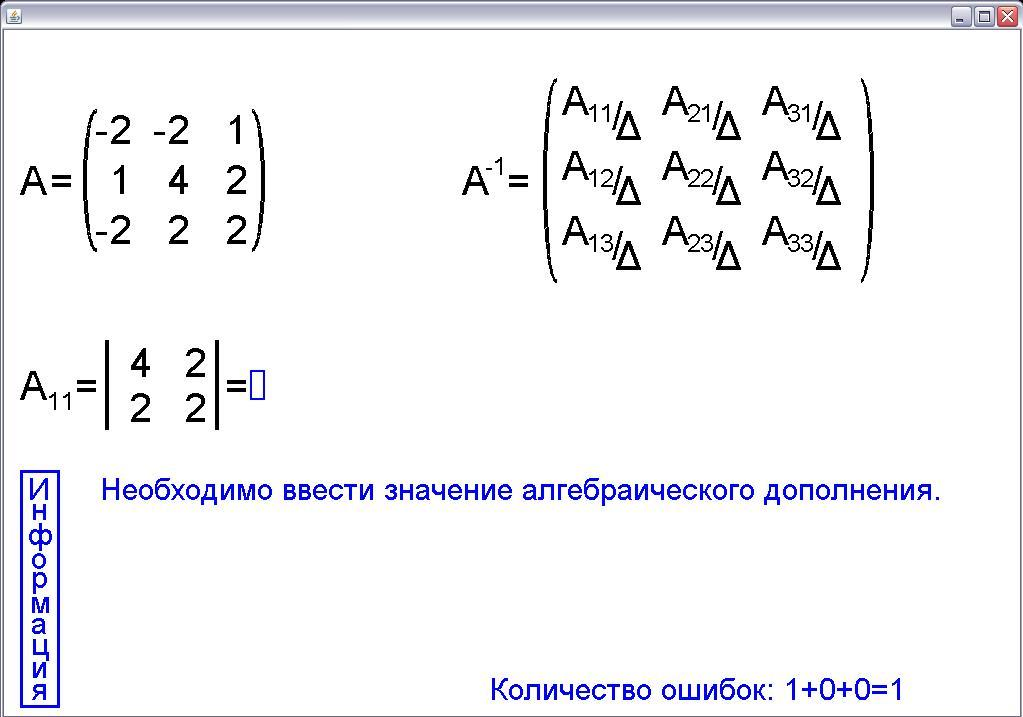 A= ( -2 -2 1
1 4 2
-2 2 2 )
A-1= ( A11/Δ A21/Δ A31/Δ
A12/Δ A22/Δ A32/Δ
A13/Δ A23/Δ A33/Δ )
A11= | 4 2
2 2 | =
Необходимо ввести значение алгебраического дополнения.
Информация
Количество ошибок: 1+0+0=1